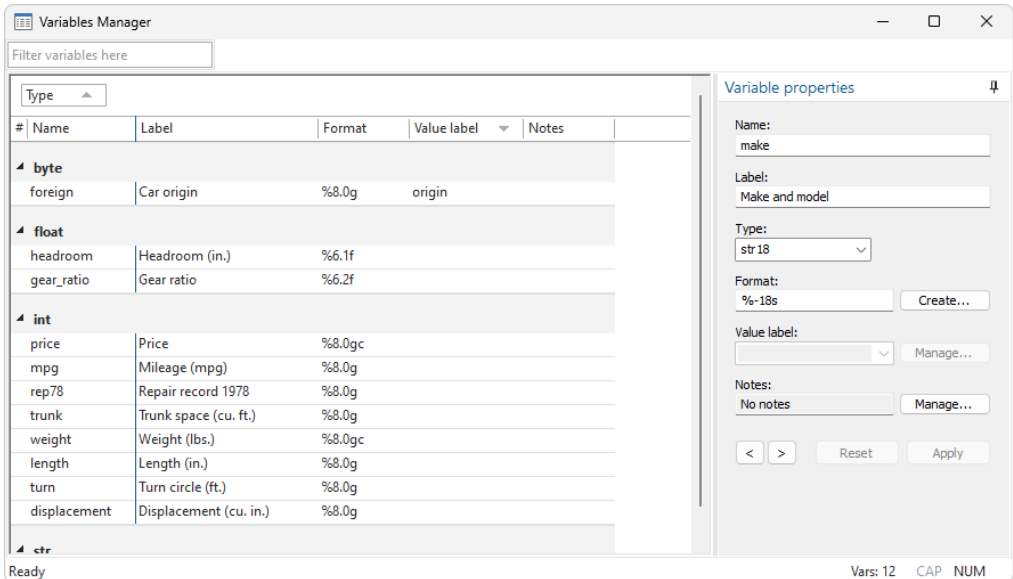 Variables Manager
Filter variables here
Type
# Name Label Format Value label Notes
byte
foreign Car origin %8.0g origin
float
headroom Headroom (in.) %6.1f
gear_ratio Gear ratio %6.2f
int
price Price %8.0gc
mpg Mileage (mpg) %8.0g
rep78 Repair record 1978 %8.0g
trunk Trunk space (cu. ft.) %8.0g
weight Weight (lbs.) %8.0gc
length Length (in.) %8.0g
turn Turn circle (ft.) %8.0g
displacement Displacement (cu. in.) %8.0g
str
Variable properties
Name:
make
Label:
Make and model
Type:
str18
Format:
%-18s Create...
Value label:
Manage...
Notes:
No notes Manage...
< > Reset Apply
Ready Vars: 12 CAP NUM